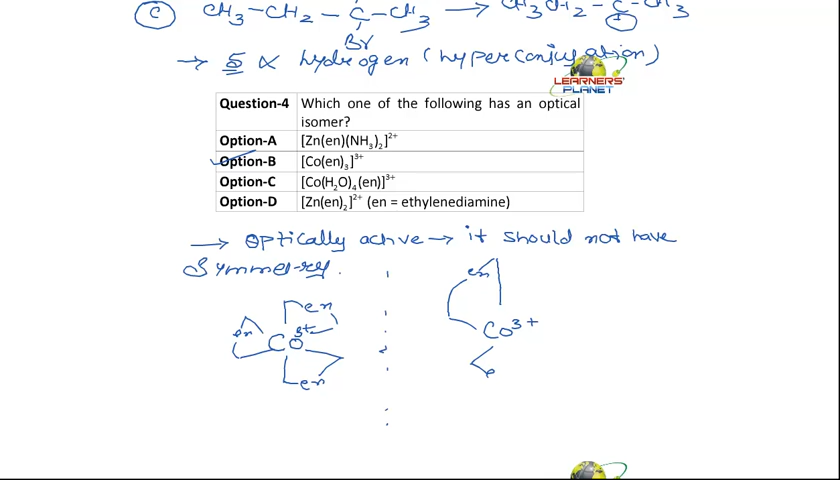 C CH3-CH2-C-CH3 → CH3CH2-C-CH3
Br
→ 5 ∝ hydrogen (hyperconjugation)
LEARNERS'
PLANET
Question-4 Which one of the following has an optical
isomer?
Option-A [Zn(en)(NH3)2]2+
Option-B [Co(en)3]3+
Option-C [Co(H2O)4(en)]3+
Option-D [Zn(en)2]2+ (en = ethylenediamine)
→ Optically active → it should not have
Symmetry.
en en
en Co3+ Co3+
en e